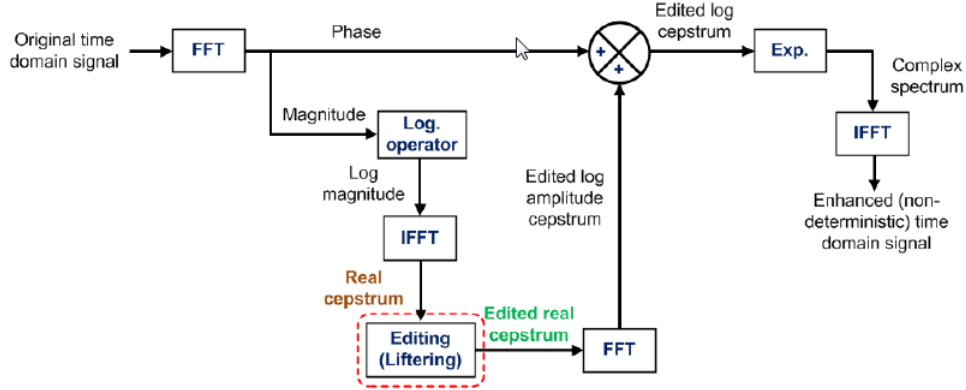 Original time
domain signal
FFT
Phase
+
+
Edited log
cepstrum
Exp.
Complex
spectrum
IFFT
Enhanced (non-
deterministic) time
domain signal
Magnitude
Log.
operator
Log
magnitude
IFFT
Real
cepstrum
Editing
(Liftering)
Edited real
cepstrum
FFT
Edited log
amplitude
cepstrum